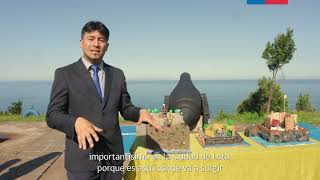 importantísimo en la ciudad de Lota
porque es aquí donde va a surgir